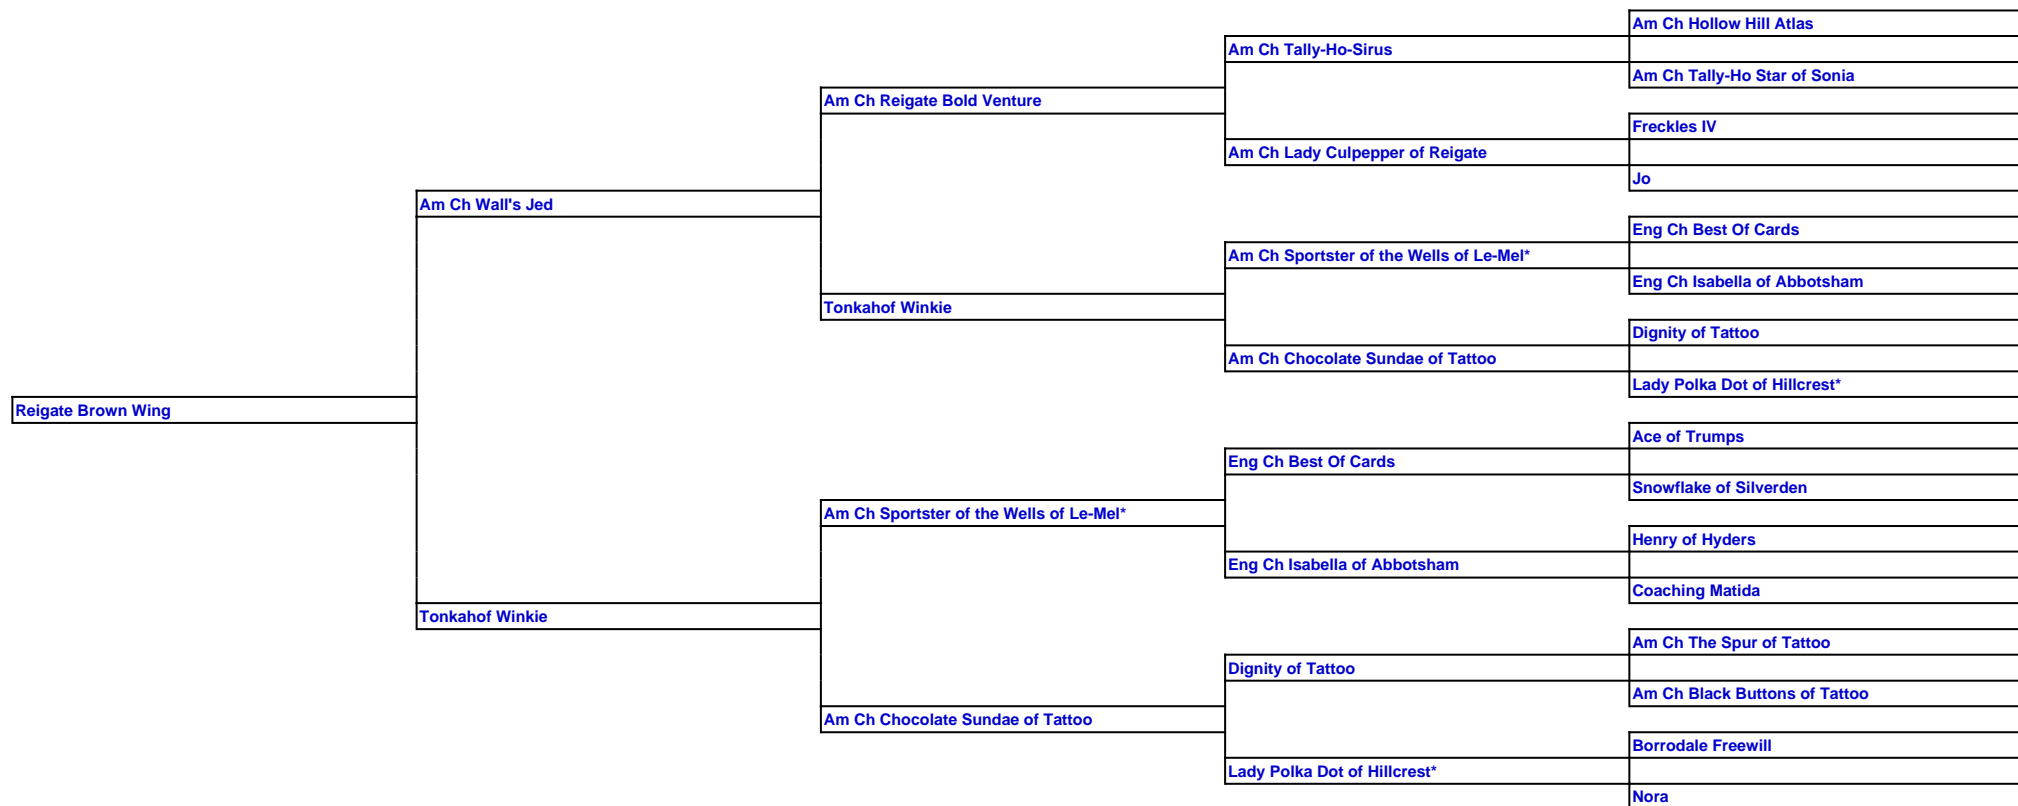 Am Ch Hollow Hill Atlas
Am Ch Tally-Ho-Sirus
Am Ch Tally-Ho Star of Sonia
Am Ch Reigate Bold Venture
Freckles IV
Am Ch Lady Culpepper of Reigate
Jo
Am Ch Wall's Jed
Eng Ch Best Of Cards
Am Ch Sportster of the Wells of Le-Mel*
Eng Ch Isabella of Abbotsham
Tonkahof Winkie
Dignity of Tattoo
Am Ch Chocolate Sundae of Tattoo
Lady Polka Dot of Hillcrest*
Reigate Brown Wing
Ace of Trumps
Eng Ch Best Of Cards
Snowflake of Silverden
Am Ch Sportster of the Wells of Le-Mel*
Henry of Hyders
Eng Ch Isabella of Abbotsham
Coaching Matida
Tonkahof Winkie
Am Ch The Spur of Tattoo
Dignity of Tattoo
Am Ch Black Buttons of Tattoo
Am Ch Chocolate Sundae of Tattoo
Borrodale Freewill
Lady Polka Dot of Hillcrest*
Nora